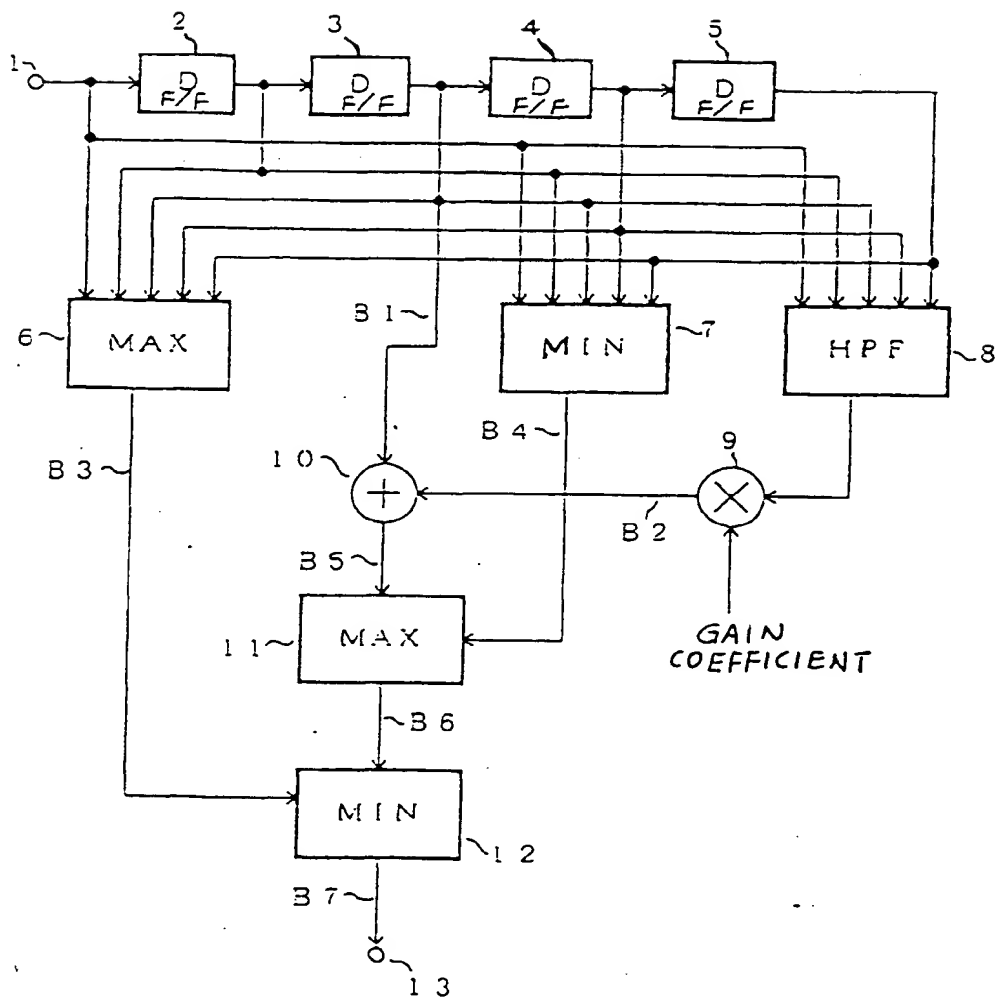 2 3 4 5
1
D F/F D F/F D F/F D F/F
B1
6 MAX MIN 7 HPF 8
B4
B3 10 + 9 ×
B2
B5
11 MAX
GAIN
COEFFICIENT
B6
MIN
12
B7
13